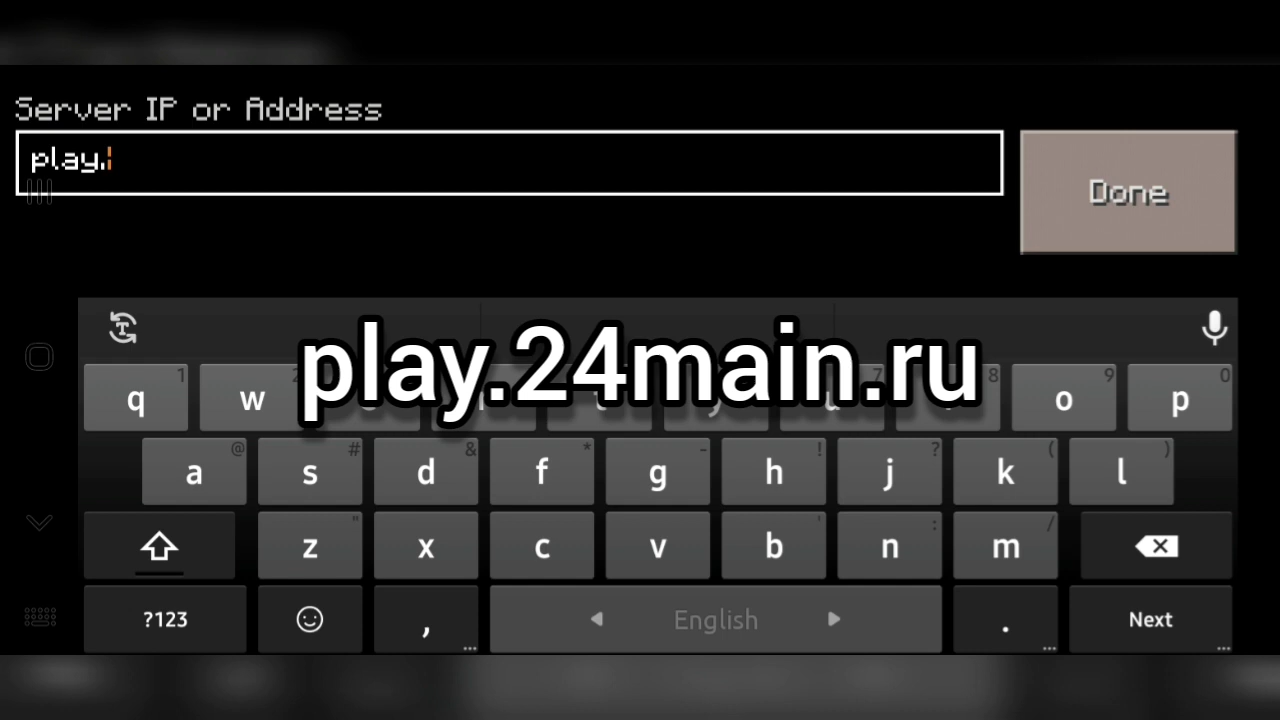 Server IP or Address
play.
Done
play.24main.ru
q 1 w o 9 p 0
a @ s # d & f * g - h ! j ? k ( l )
z " x c v b ' n : m /
?123 , English . Next